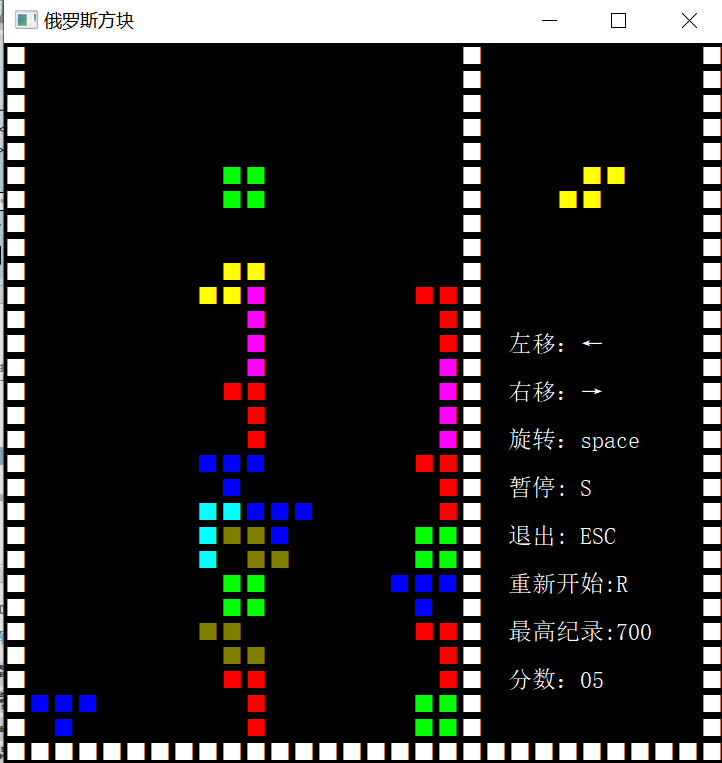 俄罗斯方块
左移：←
右移：→
旋转：space
暂停: S
退出: ESC
重新开始:R
最高纪录:700
分数：05